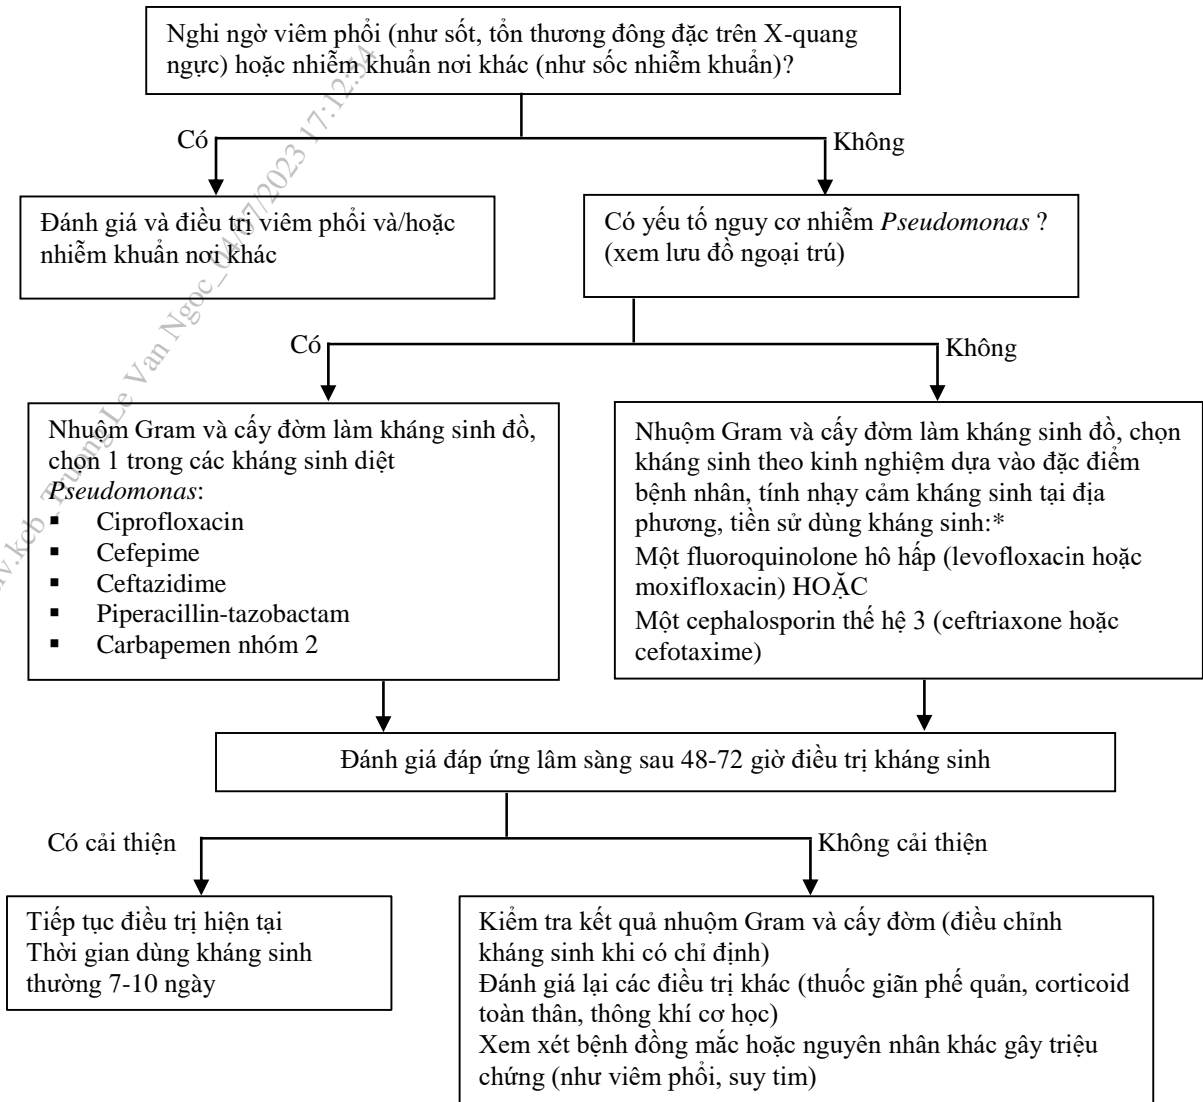 Nghi ngờ viêm phổi (như sốt, tổn thương đông đặc trên X-quang
ngực) hoặc nhiễm khuẩn nơi khác (như sốc nhiễm khuẩn)?
Có
Không
Đánh giá và điều trị viêm phổi và/hoặc
nhiễm khuẩn nơi khác
Có yếu tố nguy cơ nhiễm Pseudomonas ?
(xem lưu đồ ngoại trú)
Có
Không
Nhuộm Gram và cấy đờm làm kháng sinh đồ,
chọn 1 trong các kháng sinh diệt
Pseudomonas:
▪ Ciprofloxacin
▪ Cefepime
▪ Ceftazidime
▪ Piperacillin-tazobactam
▪ Carbapemen nhóm 2
Nhuộm Gram và cấy đờm làm kháng sinh đồ, chọn
kháng sinh theo kinh nghiệm dựa vào đặc điểm
bệnh nhân, tính nhạy cảm kháng sinh tại địa
phương, tiền sử dùng kháng sinh:*
Một fluoroquinolone hô hấp (levofloxacin hoặc
moxifloxacin) HOẶC
Một cephalosporin thế hệ 3 (ceftriaxone hoặc
cefotaxime)
Đánh giá đáp ứng lâm sàng sau 48-72 giờ điều trị kháng sinh
Có cải thiện
Không cải thiện
Tiếp tục điều trị hiện tại
Thời gian dùng kháng sinh
thường 7-10 ngày
Kiểm tra kết quả nhuộm Gram và cấy đờm (điều chỉnh
kháng sinh khi có chỉ định)
Đánh giá lại các điều trị khác (thuốc giãn phế quản, corticoid
toàn thân, thông khí cơ học)
Xem xét bệnh đồng mắc hoặc nguyên nhân khác gây triệu
chứng (như viêm phổi, suy tim)
Truong Le Van Ngoc_04/07/2023 17:12:54